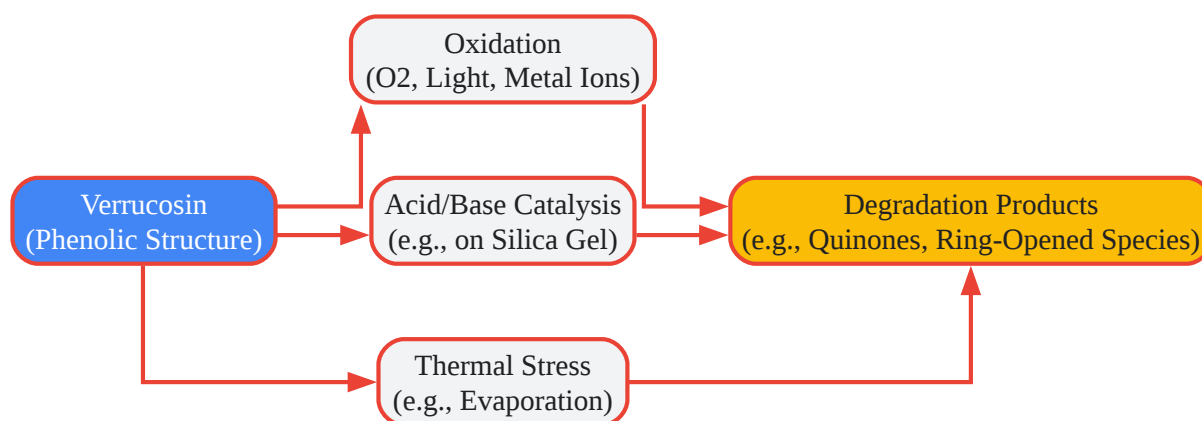 Oxidation
(O2, Light, Metal Ions)
Verrucosin
(Phenolic Structure)
Acid/Base Catalysis
(e.g., on Silica Gel)
Degradation Products
(e.g., Quinones, Ring-Opened Species)
Thermal Stress
(e.g., Evaporation)